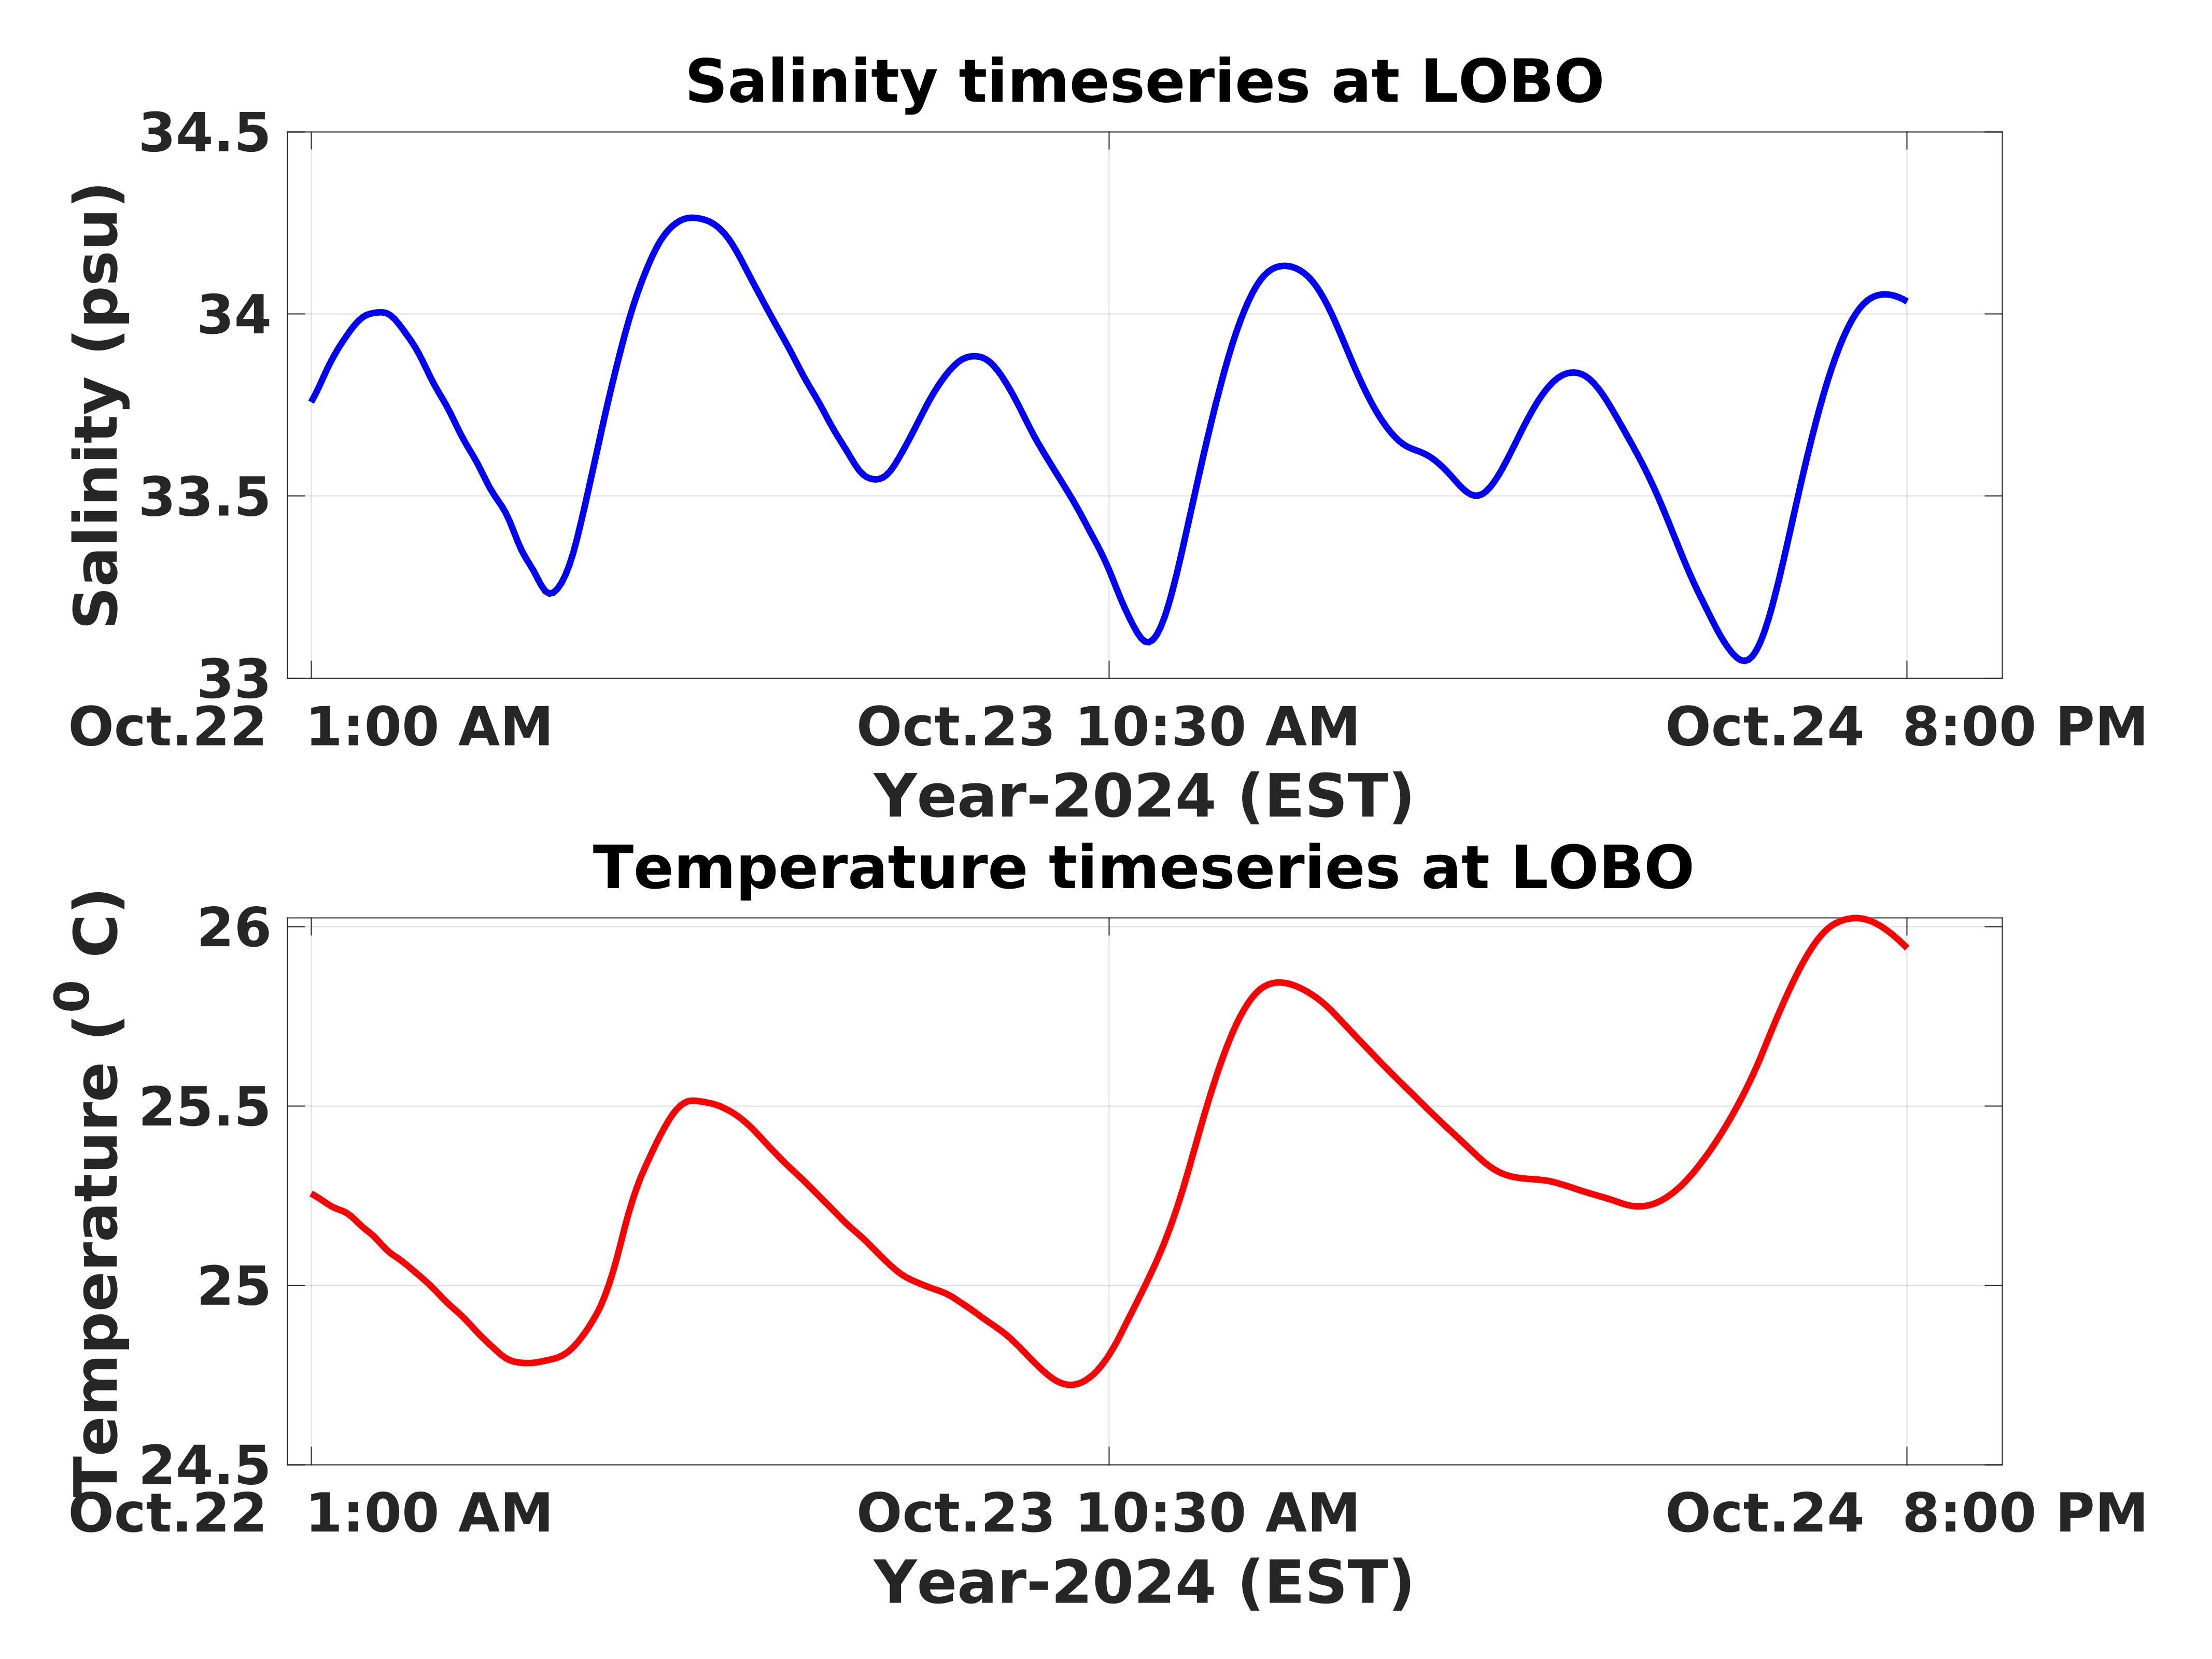 Salinity timeseries at LOBO
Salinity (psu)
34.5
34
33.5
33
Oct.22 1:00 AM Oct.23 10:30 AM Oct.24 8:00 PM
Year-2024 (EST)
Temperature timeseries at LOBO
Temperature (⁰ C)
26
25.5
25
24.5
Oct.22 1:00 AM Oct.23 10:30 AM Oct.24 8:00 PM
Year-2024 (EST)